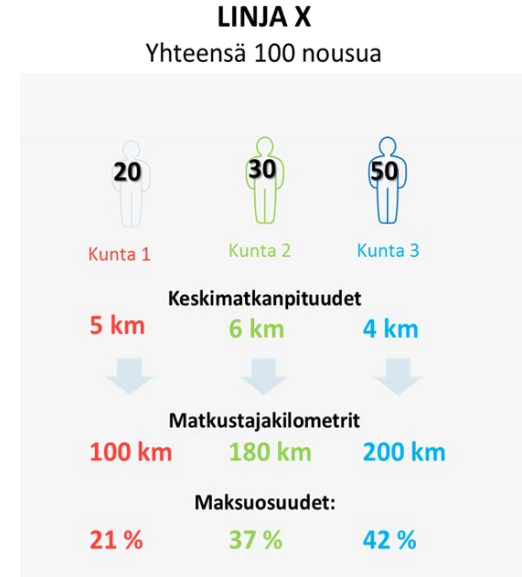 LINJA X
Yhteensä 100 nousua
20 30 50
Kunta 1 Kunta 2 Kunta 3
Keskimatkanpituudet
5 km 6 km 4 km
Matkustajakilometrit
100 km 180 km 200 km
Maksuosuudet:
21 % 37 % 42 %